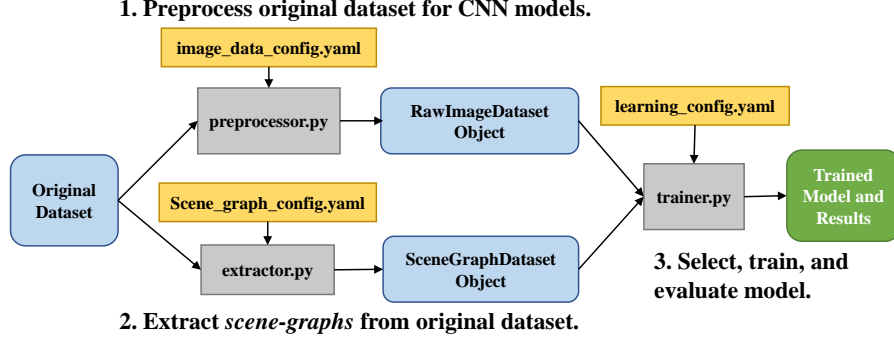 1. Preprocess original dataset for CNN models.
image_data_config.yaml
preprocessor.py
RawImageDataset
Object
learning_config.yaml
Original
Dataset
Scene_graph_config.yaml
trainer.py
Trained
Model and
Results
extractor.py
SceneGraphDataset
Object
3. Select, train, and
evaluate model.
2. Extract scene-graphs from original dataset.